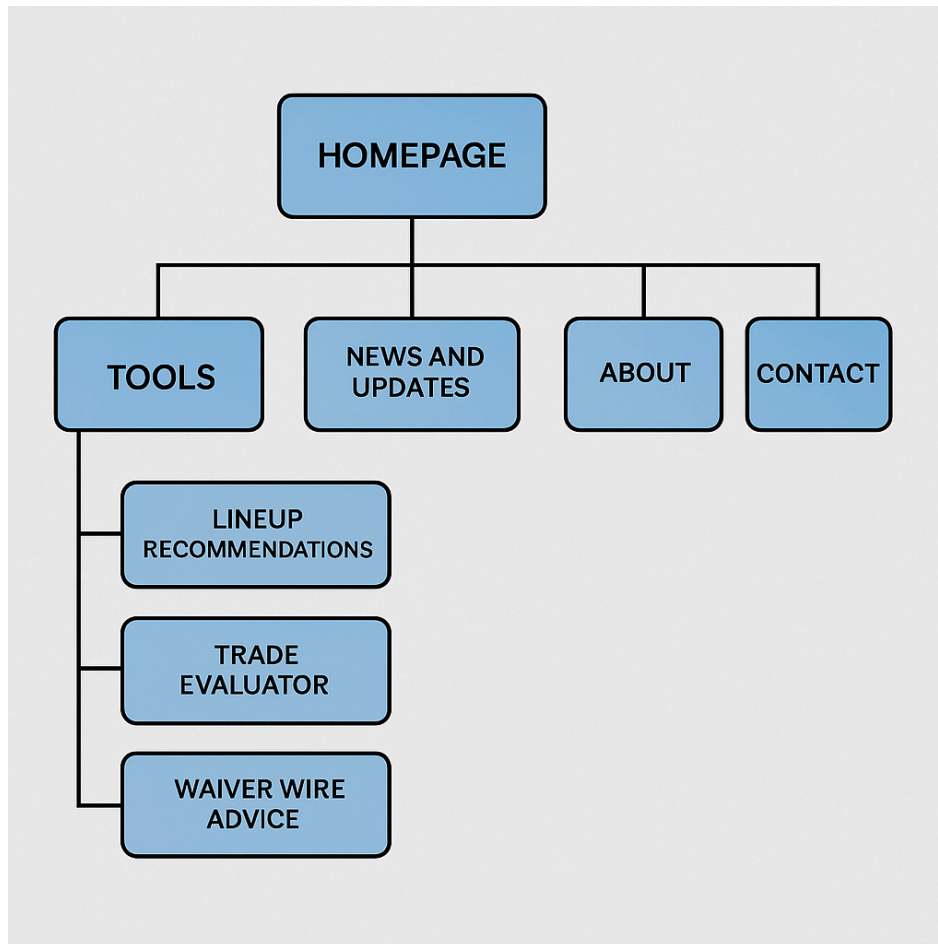 HOMEPAGE
TOOLS
NEWS AND
UPDATES
ABOUT
CONTACT
LINEUP
RECOMMENDATIONS
TRADE
EVALUATOR
WAIVER WIRE
ADVICE